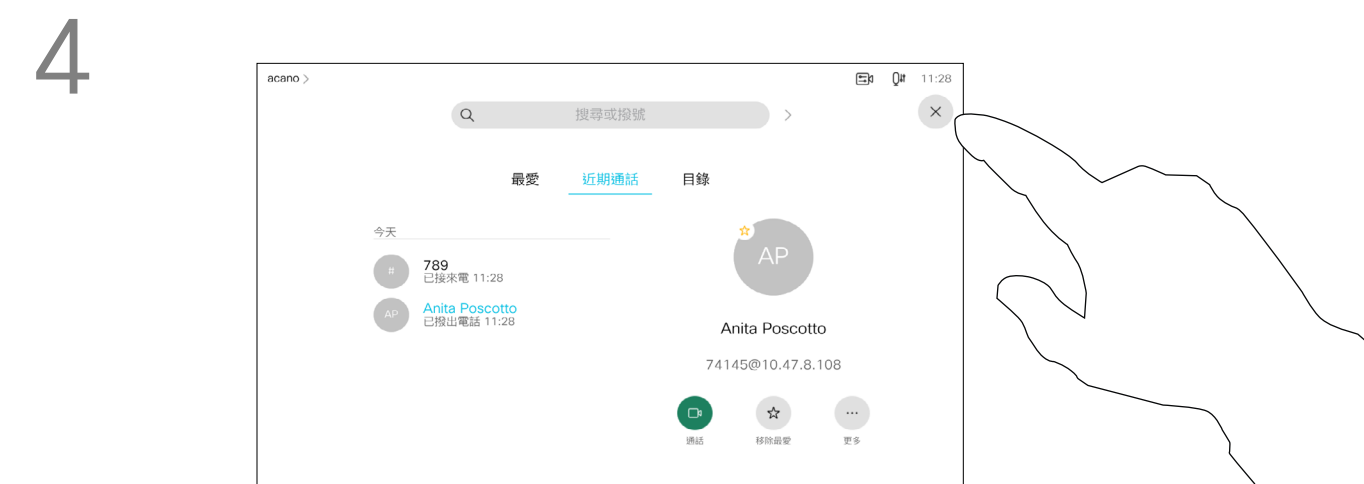 4
acano >
11:28
搜尋或撥號
最愛 近期通話 目錄
今天
#
789
已接來電 11:28
AP
Anita Poscotto
已撥出電話 11:28
AP
Anita Poscotto
74145@10.47.8.108
通話 移除最愛 更多